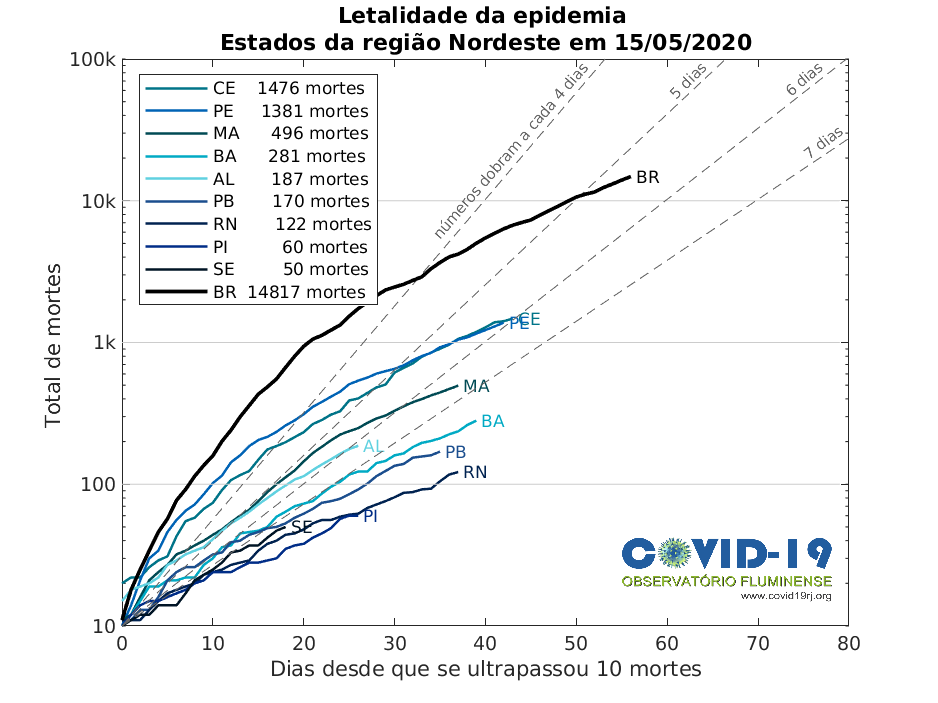 Letalidade da epidemia
Estados da região Nordeste em 15/05/2020
100k
10k
1k
100
10
Total de mortes
CE 1476 mortes
PE 1381 mortes
MA 496 mortes
BA 281 mortes
AL 187 mortes
PB 170 mortes
RN 122 mortes
PI 60 mortes
SE 50 mortes
BR 14817 mortes
números dobram a cada 4 dias
5 dias
6 dias
7 dias
BR
CE
PE
MA
BA
AL
PB
RN
PI
SE
COVID-19
OBSERVATÓRIO FLUMINENSE
www.covid19rj.org
0 10 20 30 40 50 60 70 80
Dias desde que se ultrapassou 10 mortes